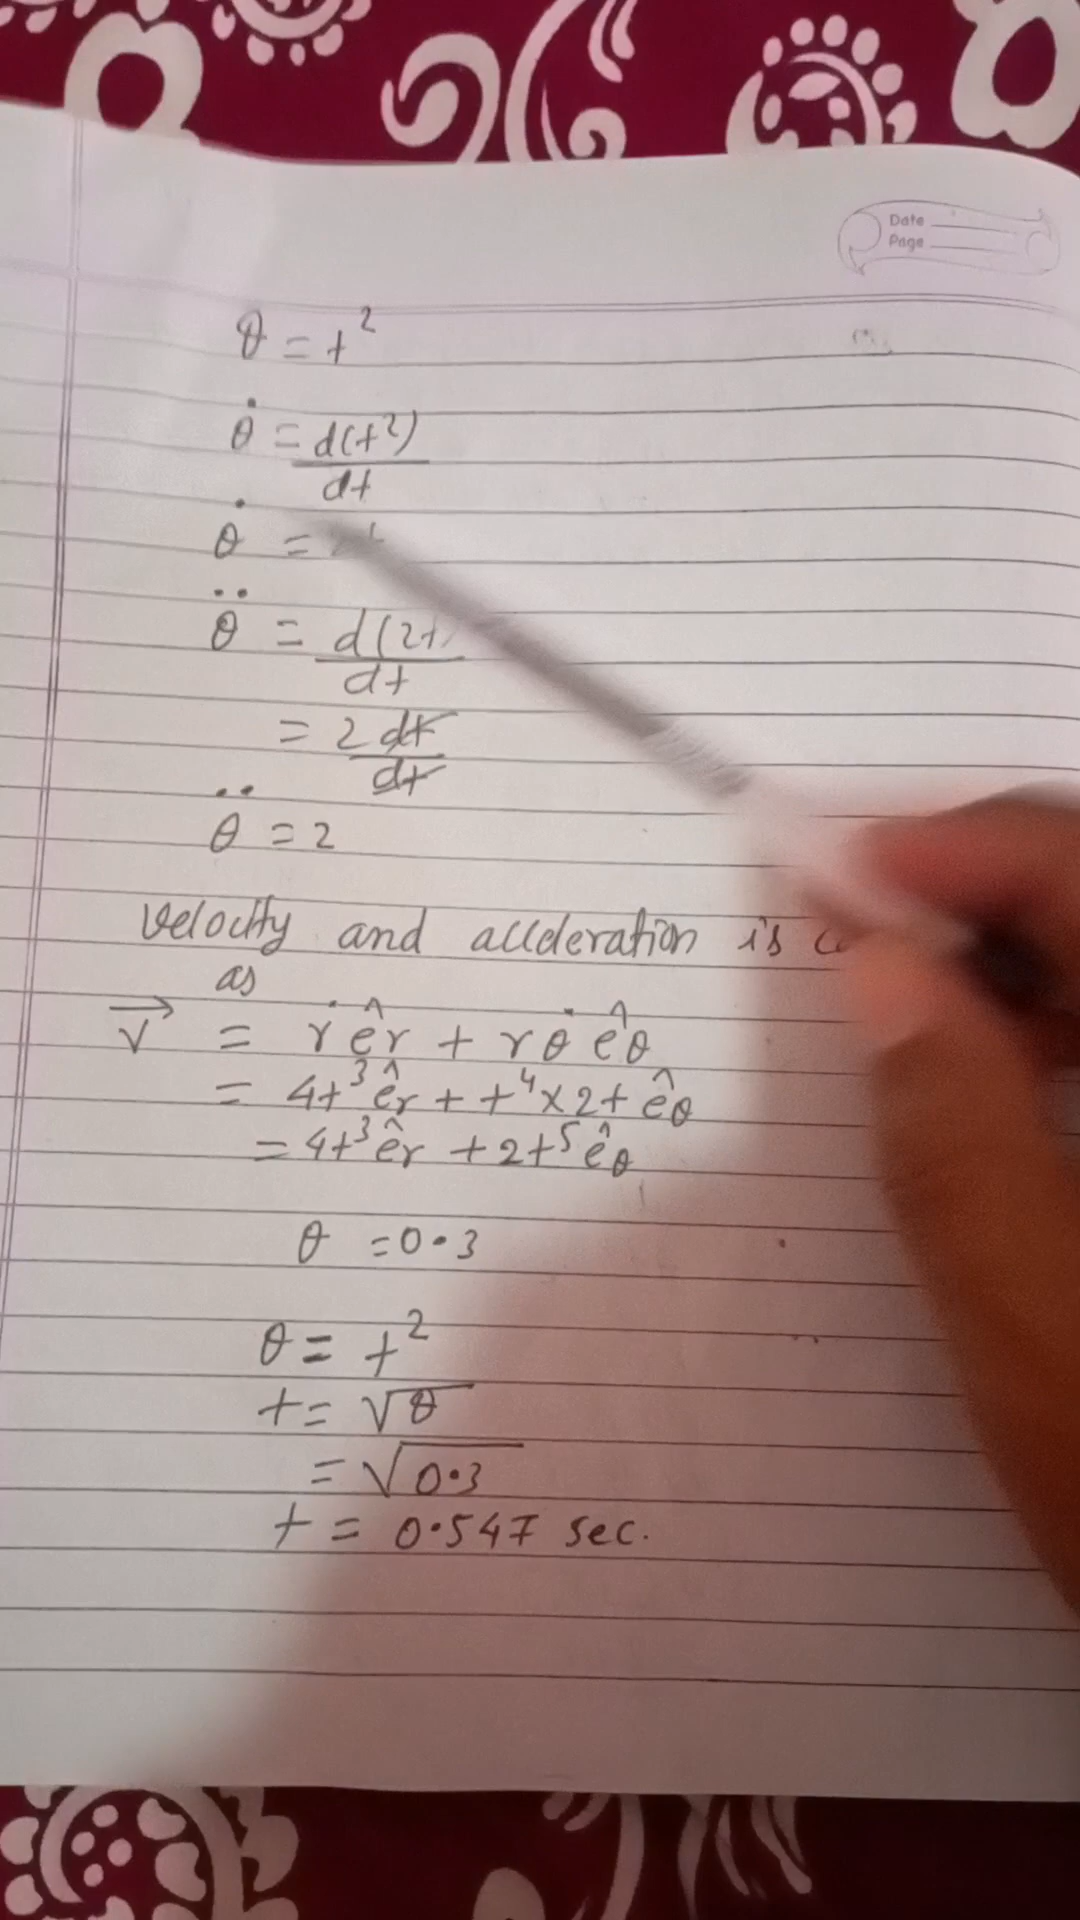 Date
Page
θ = t²
θ̇ = d(t²)
dt
θ̇ =
θ̈ = d(2t)
dt
= 2 dt
dt
θ̈ = 2
velocity and accleration is
as
v⃗ = ṙ êr + rθ̇ êθ
= 4t³ êr + t⁴ × 2t êθ
= 4t³ êr + 2t⁵ êθ
θ = 0.3
θ = t²
t = √θ
= √0.3
t = 0.547 sec.